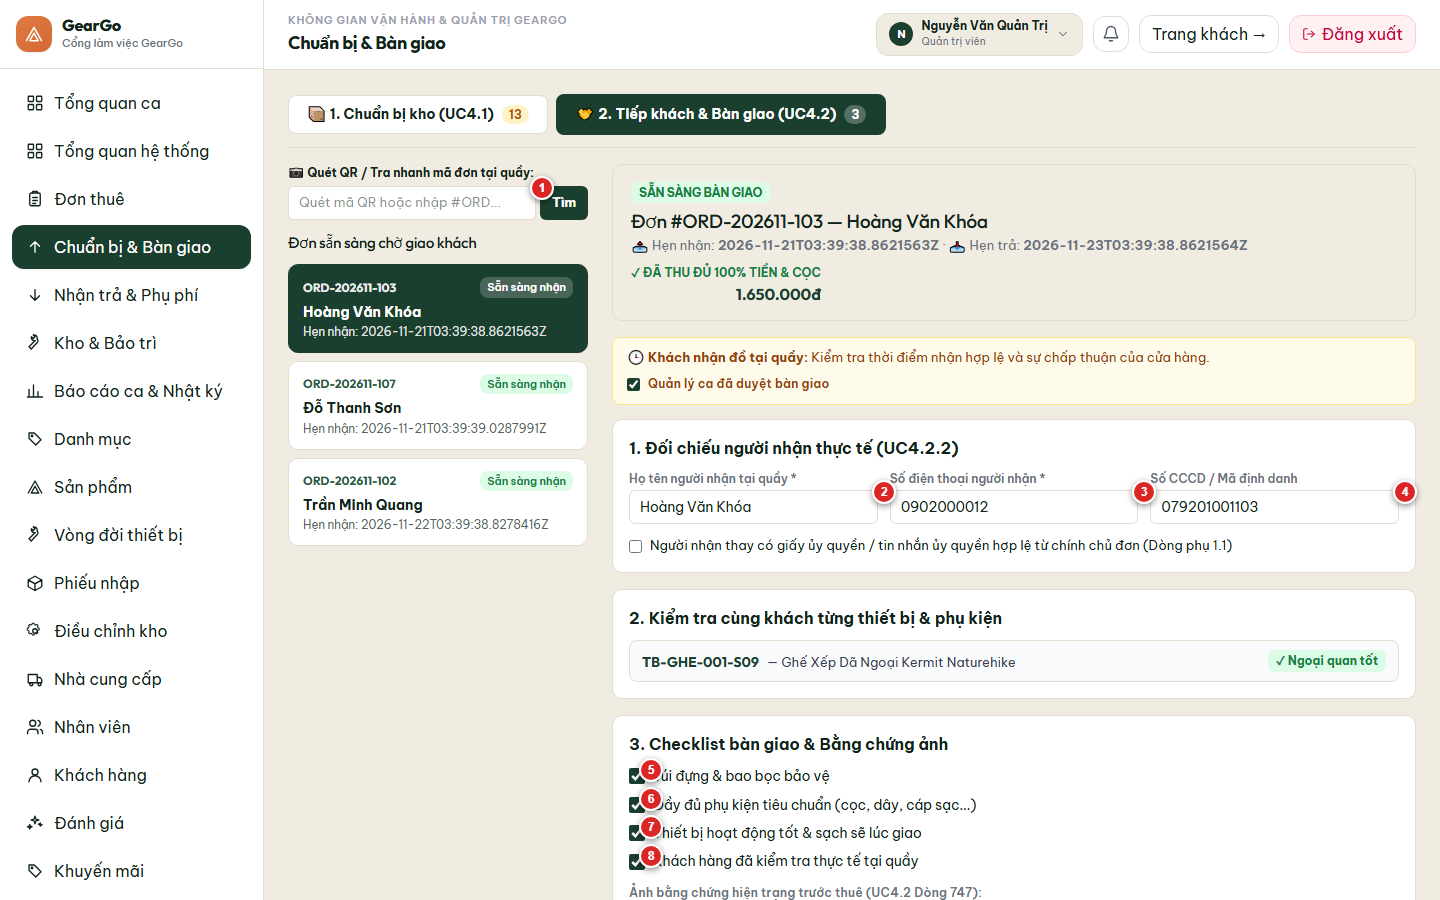 GearGo
Cổng làm việc GearGo
Tổng quan ca
Tổng quan hệ thống
Đơn thuê
Chuẩn bị & Bàn giao
Nhận trả & Phụ phí
Kho & Bảo trì
Báo cáo ca & Nhật ký
Danh mục
Sản phẩm
Vòng đời thiết bị
Phiếu nhập
Điều chỉnh kho
Nhà cung cấp
Nhân viên
Khách hàng
Đánh giá
Khuyến mãi
KHÔNG GIAN VẬN HÀNH & QUẢN TRỊ GEARGO
Chuẩn bị & Bàn giao
N
Nguyễn Văn Quản Trị
Quản trị viên
Trang khách →
Đăng xuất
1. Chuẩn bị kho (UC4.1) 13
2. Tiếp khách & Bàn giao (UC4.2) 3
Quét QR / Tra nhanh mã đơn tại quầy:
Quét mã QR hoặc nhập #ORD...
1
Tìm
Đơn sẵn sàng chờ giao khách
ORD-202611-103 Sẵn sàng nhận
Hoàng Văn Khóa
Hẹn nhận: 2026-11-21T03:39:38.8621563Z
ORD-202611-107 Sẵn sàng nhận
Đỗ Thanh Sơn
Hẹn nhận: 2026-11-21T03:39:39.0287991Z
ORD-202611-102 Sẵn sàng nhận
Trần Minh Quang
Hẹn nhận: 2026-11-22T03:39:38.8278416Z
SẴN SÀNG BÀN GIAO
Đơn #ORD-202611-103 — Hoàng Văn Khóa
Hẹn nhận: 2026-11-21T03:39:38.8621563Z · Hẹn trả: 2026-11-23T03:39:38.8621564Z
✓ ĐÃ THU ĐỦ 100% TIỀN & CỌC
1.650.000đ
Khách nhận đồ tại quầy: Kiểm tra thời điểm nhận hợp lệ và sự chấp thuận của cửa hàng.
Quản lý ca đã duyệt bàn giao
1. Đối chiếu người nhận thực tế (UC4.2.2)
Họ tên người nhận tại quầy *
Hoàng Văn Khóa
2
Số điện thoại người nhận *
0902000012
3
Số CCCD / Mã định danh
079201001103
4
Người nhận thay có giấy ủy quyền / tin nhắn ủy quyền hợp lệ từ chính chủ đơn (Dòng phụ 1.1)
2. Kiểm tra cùng khách từng thiết bị & phụ kiện
TB-GHE-001-S09 — Ghế Xếp Dã Ngoại Kermit Naturehike ✓ Ngoại quan tốt
3. Checklist bàn giao & Bằng chứng ảnh
5 úi đựng & bao bọc bảo vệ
6 ầy đủ phụ kiện tiêu chuẩn (cọc, dây, cáp sạc...)
7 hiết bị hoạt động tốt & sạch sẽ lúc giao
8 hách hàng đã kiểm tra thực tế tại quầy
Ảnh bằng chứng hiện trạng trước thuê (UC4.2 Dòng 747):